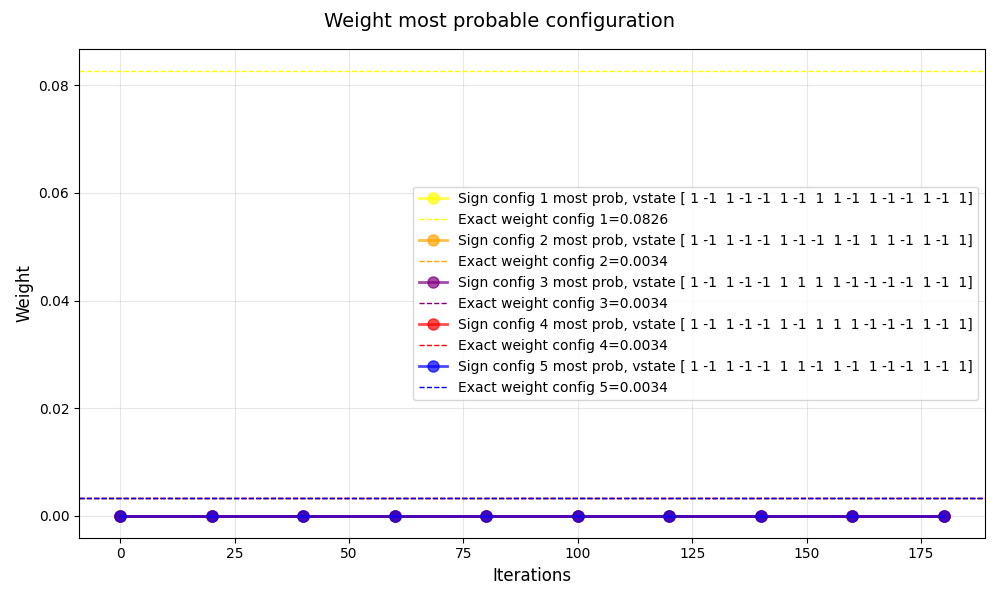 Weight most probable configuration
Weight
0.08
0.06
0.04
0.02
0.00
Sign config 1 most prob, vstate [ 1 -1  1 -1 -1  1 -1  1  1 -1  1 -1 -1  1 -1  1]
Exact weight config 1=0.0826
Sign config 2 most prob, vstate [ 1 -1  1 -1 -1  1 -1 -1  1 -1  1  1 -1  1 -1  1]
Exact weight config 2=0.0034
Sign config 3 most prob, vstate [ 1 -1  1 -1 -1  1  1  1  1 -1 -1 -1 -1  1 -1  1]
Exact weight config 3=0.0034
Sign config 4 most prob, vstate [ 1 -1  1 -1 -1  1 -1  1  1  1 -1 -1 -1  1 -1  1]
Exact weight config 4=0.0034
Sign config 5 most prob, vstate [ 1 -1  1 -1 -1  1  1 -1  1 -1  1 -1 -1  1 -1  1]
Exact weight config 5=0.0034
0 25 50 75 100 125 150 175
Iterations